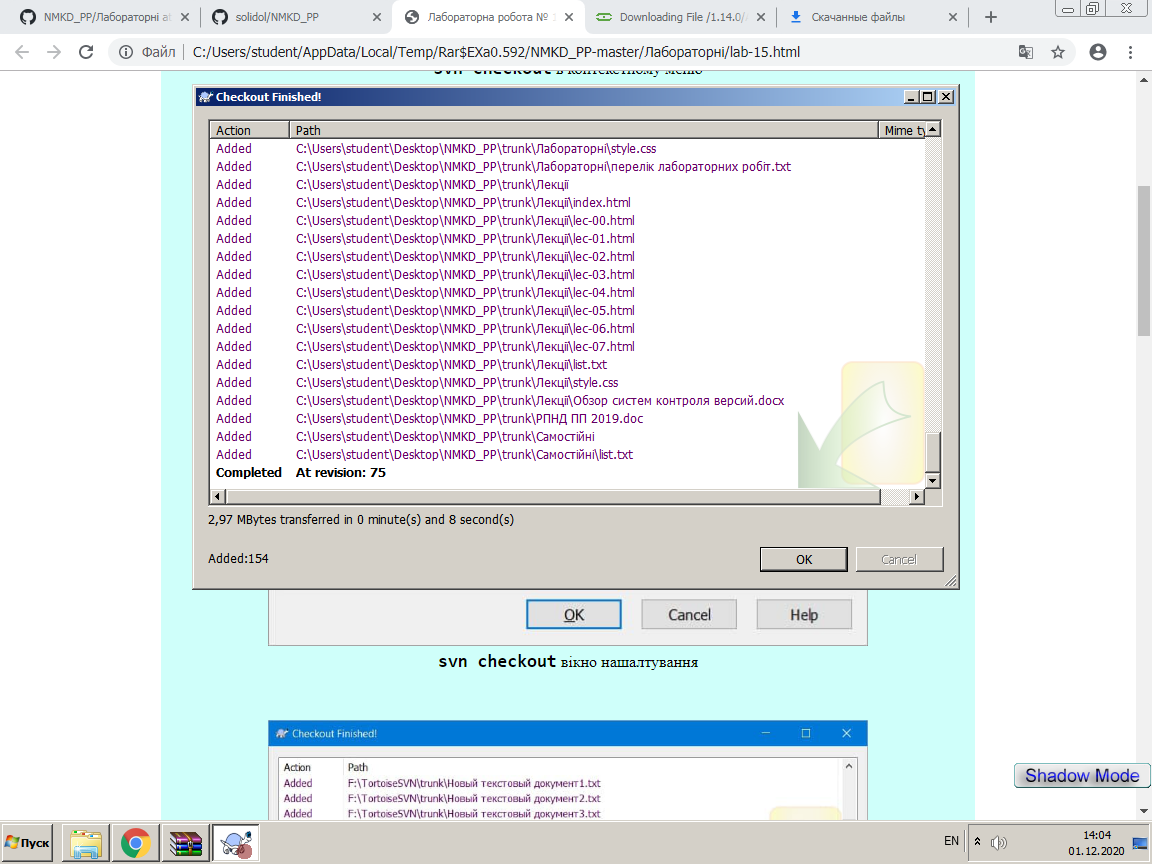 NMKD_PP/Лабораторні at
solidol/NMKD_PP
Лабораторна робота №
Downloading File /1.14.0/
Скачанные файлы
Файл
C:/Users/student/AppData/Local/Temp/Rar$EXa0.592/NMKD_PP-master/Лабораторні/lab-15.html
svn checkout в контекстному меню
Checkout Finished!
Action Path Mime ty
Added C:\Users\student\Desktop\NMKD_PP\trunk\Лабораторні\style.css
Added C:\Users\student\Desktop\NMKD_PP\trunk\Лабораторні\перелік лабораторних робіт.txt
Added C:\Users\student\Desktop\NMKD_PP\trunk\Лекції
Added C:\Users\student\Desktop\NMKD_PP\trunk\Лекції\index.html
Added C:\Users\student\Desktop\NMKD_PP\trunk\Лекції\lec-00.html
Added C:\Users\student\Desktop\NMKD_PP\trunk\Лекції\lec-01.html
Added C:\Users\student\Desktop\NMKD_PP\trunk\Лекції\lec-02.html
Added C:\Users\student\Desktop\NMKD_PP\trunk\Лекції\lec-03.html
Added C:\Users\student\Desktop\NMKD_PP\trunk\Лекції\lec-04.html
Added C:\Users\student\Desktop\NMKD_PP\trunk\Лекції\lec-05.html
Added C:\Users\student\Desktop\NMKD_PP\trunk\Лекції\lec-06.html
Added C:\Users\student\Desktop\NMKD_PP\trunk\Лекції\lec-07.html
Added C:\Users\student\Desktop\NMKD_PP\trunk\Лекції\list.txt
Added C:\Users\student\Desktop\NMKD_PP\trunk\Лекції\style.css
Added C:\Users\student\Desktop\NMKD_PP\trunk\Лекції\Обзор систем контроля версий.docx
Added C:\Users\student\Desktop\NMKD_PP\trunk\РПНД ПП 2019.doc
Added C:\Users\student\Desktop\NMKD_PP\trunk\Самостійні
Added C:\Users\student\Desktop\NMKD_PP\trunk\Самостійні\list.txt
Completed At revision: 75
2,97 MBytes transferred in 0 minute(s) and 8 second(s)
Added:154
OK Cancel
OK Cancel Help
svn checkout вікно нашалтування
Checkout Finished!
Action Path
Added F:\TortoiseSVN\trunk\Новый текстовый документ1.txt
Added F:\TortoiseSVN\trunk\Новый текстовый документ2.txt
Added F:\TortoiseSVN\trunk\Новый текстовый документ3.txt
Shadow Mode
Пуск
EN
14:04
01.12.2020